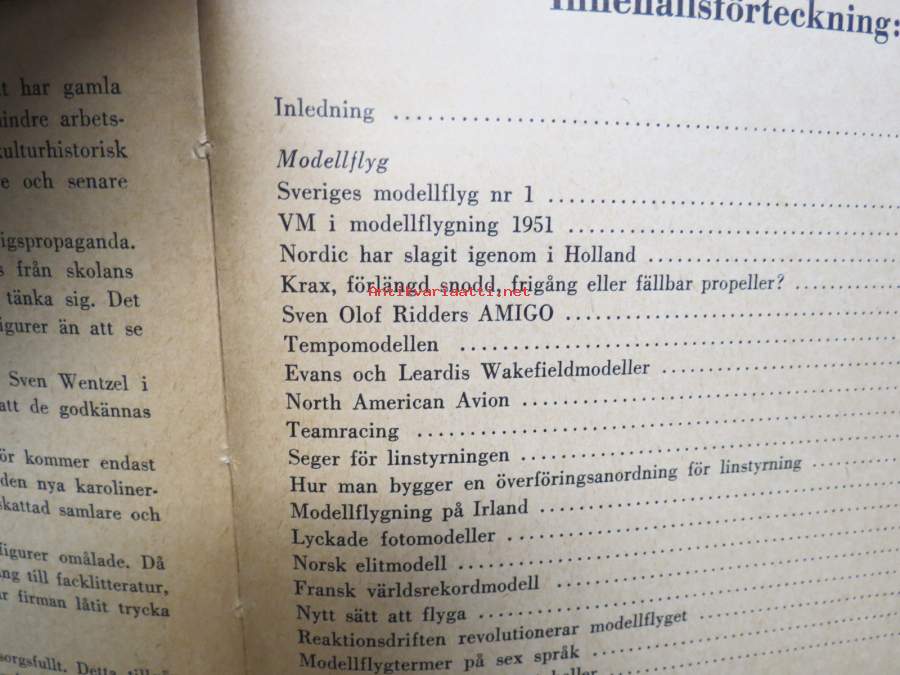 t har gamla
indre arbets-
kulturhistorisk
e och senare
igspropaganda.
s från skolans
tänka sig. Det
igurer än att se
Sven Wentzel i
att de godkännas
ör kommer endast
den nya karoliner-
skattad samlare och
figurer omålade. Då
ng till facklitteratur,
ar firman låtit trycka
sorgsfullt. Detta
Innehållsförteckning:
Inledning
Modellflyg
Sveriges modellflyg nr 1
VM i modellflygning 1951
Nordic har slagit igenom i Holland
Krax, förlängd snodd, frigång eller fällbar propeller?
Antikvariaatti.net
Sven Olof Ridders AMIGO
Tempomodellen
Evans och Leardis Wakefieldmodeller
North American Avion
Teamracing
Seger för linstyrningen
Hur man bygger en överföringsanordning för linstyrning
Modellflygning på Irland
Lyckade fotomodeller
Norsk elitmodell
Fransk världsrekordmodell
Nytt sätt att flyga
Reaktionsdriften revolutionerar modellflyget
Modellflygtermer på sex språk